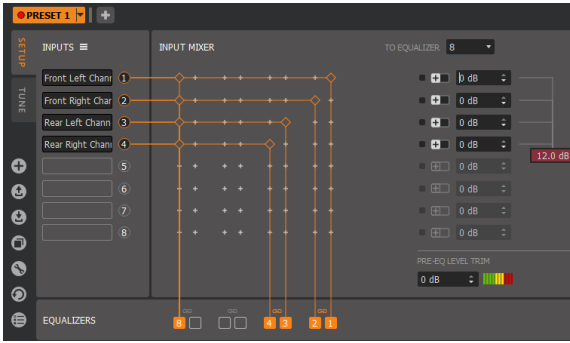 PRESET 1
SETUP
TUNE
INPUTS
INPUT MIXER
TO EQUALIZER 8
Front Left Chann 1 0 dB
Front Right Char 2 0 dB
Rear Left Chann 3 0 dB
Rear Right Chan 4 0 dB
12.0 dB
5 0 dB
6 0 dB
7 0 dB
8 0 dB
PRE-EQ LEVEL TRIM
0 dB
EQUALIZERS
8 4 3 2 1